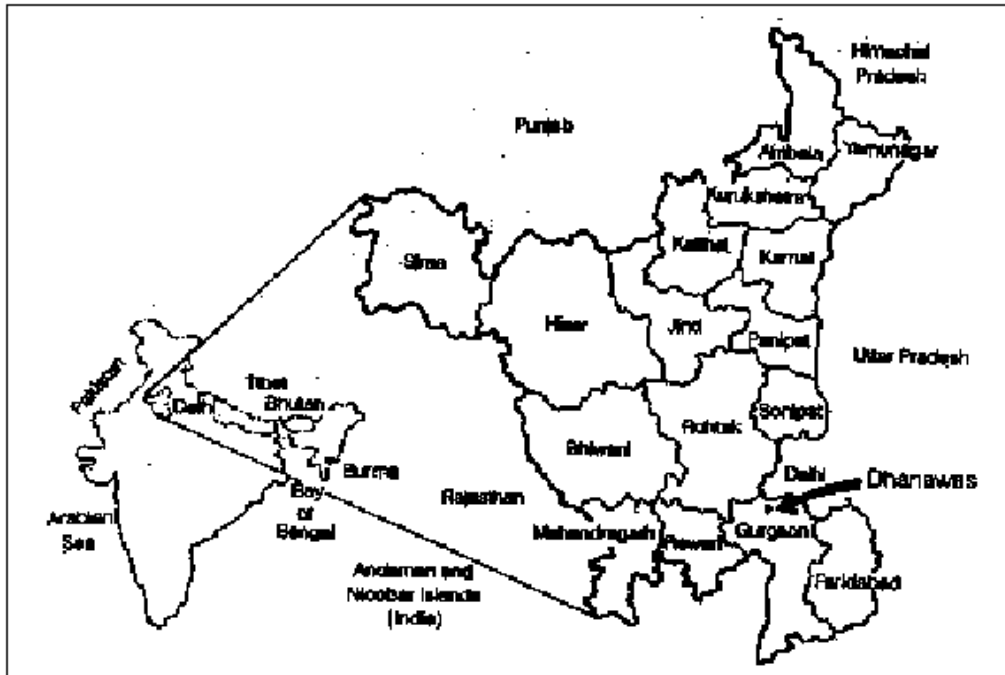 Himachal
Pradesh
Punjab
Ambala
Yamunagar
Kurukshetra
Kaithal
Karnal
Sirsa
Hisar
Jind
Panipat
Uttar Pradesh
Pakistan
Tibet
Delhi
Bhutan
Sonipat
Rohtak
Bhiwani
Burma
Delhi
Dhanawas
Rajasthan
Bay
of
Bengal
Arabian
Sea
Mahendragarh
Rewari
Gurgaon
Faridabad
Andaman and
Nicobar Islands
(India)